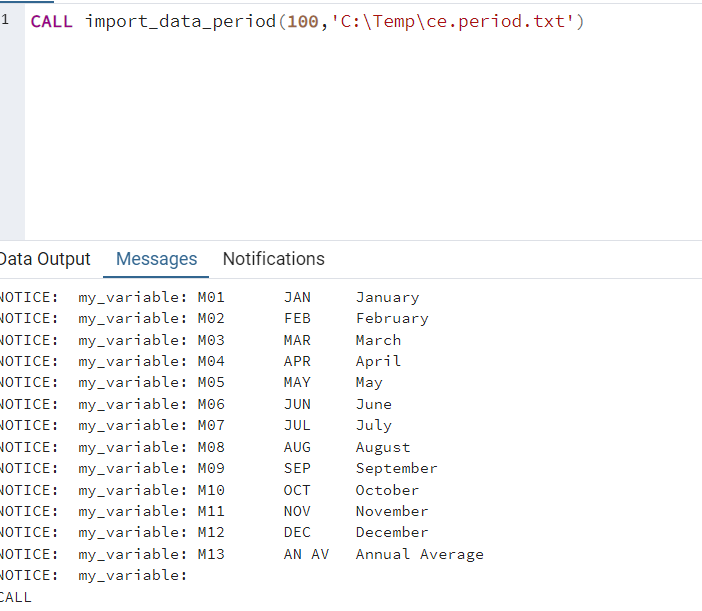 1 CALL import_data_period(100,'C:\Temp\ce.period.txt')
Data Output Messages Notifications
NOTICE: my_variable: M01 JAN January
NOTICE: my_variable: M02 FEB February
NOTICE: my_variable: M03 MAR March
NOTICE: my_variable: M04 APR April
NOTICE: my_variable: M05 MAY May
NOTICE: my_variable: M06 JUN June
NOTICE: my_variable: M07 JUL July
NOTICE: my_variable: M08 AUG August
NOTICE: my_variable: M09 SEP September
NOTICE: my_variable: M10 OCT October
NOTICE: my_variable: M11 NOV November
NOTICE: my_variable: M12 DEC December
NOTICE: my_variable: M13 AN AV Annual Average
NOTICE: my_variable:
CALL